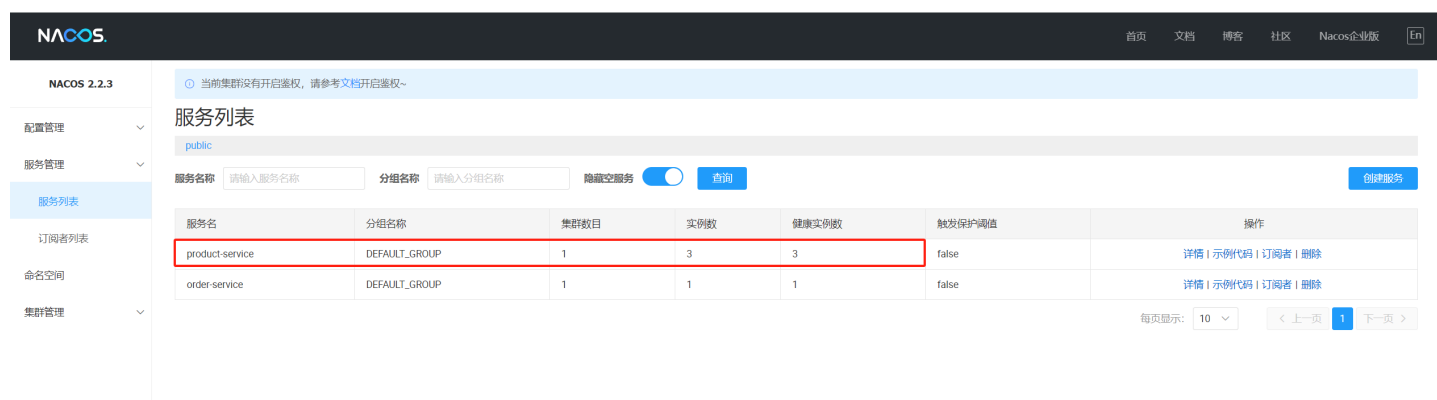 NACOS. 首页 文档 博客 社区 Nacos企业版 En
NACOS 2.2.3
当前集群没有开启鉴权，请参考文档开启鉴权~
服务列表
配置管理
public
服务管理
服务名称 请输入服务名称 分组名称 请输入分组名称 隐藏空服务 查询 创建服务
服务列表
服务名 分组名称 集群数目 实例数 健康实例数 触发保护阈值 操作
订阅者列表
product-service DEFAULT_GROUP 1 3 3 false 详情 | 示例代码 | 订阅者 | 删除
命名空间
order-service DEFAULT_GROUP 1 1 1 false 详情 | 示例代码 | 订阅者 | 删除
集群管理
每页显示: 10 < 上一页 1 下一页 >